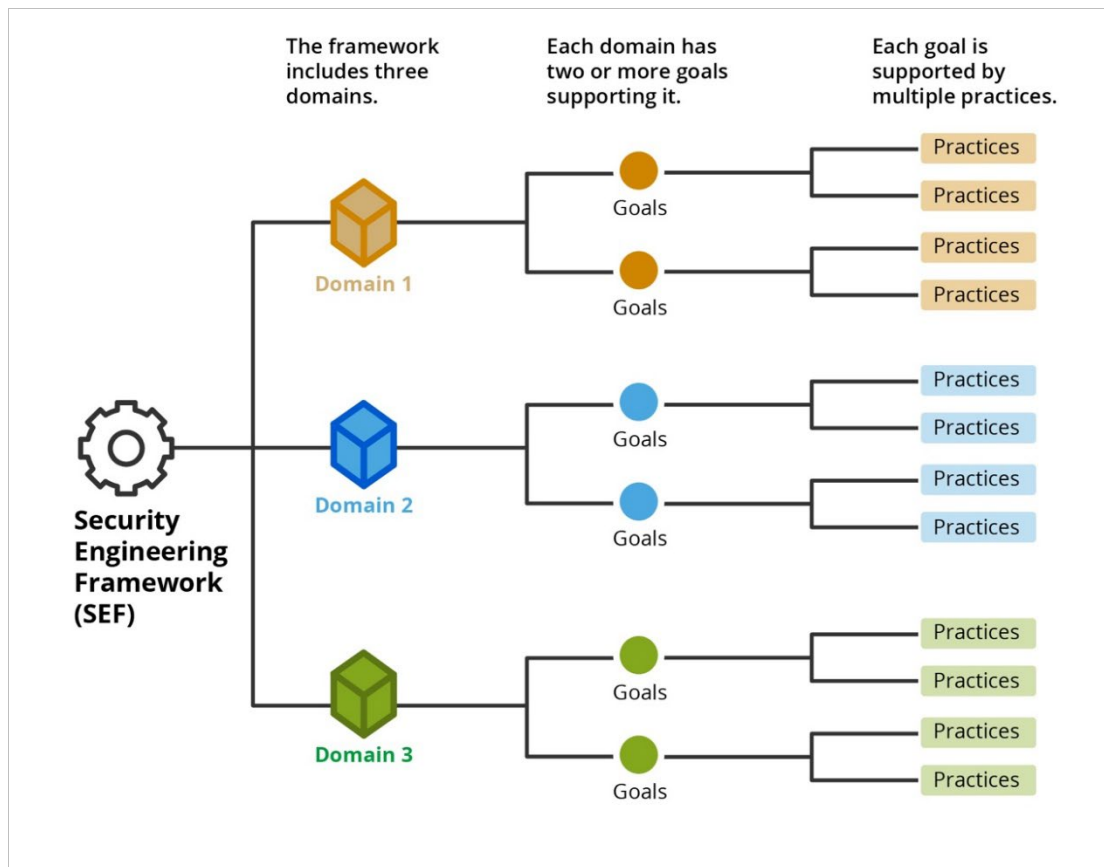 The framework
includes three
domains.
Each domain has
two or more goals
supporting it.
Each goal is
supported by
multiple practices.
Security
Engineering
Framework
(SEF)
Domain 1
Goals
Goals
Practices
Practices
Practices
Practices
Domain 2
Goals
Goals
Practices
Practices
Practices
Practices
Domain 3
Goals
Goals
Practices
Practices
Practices
Practices